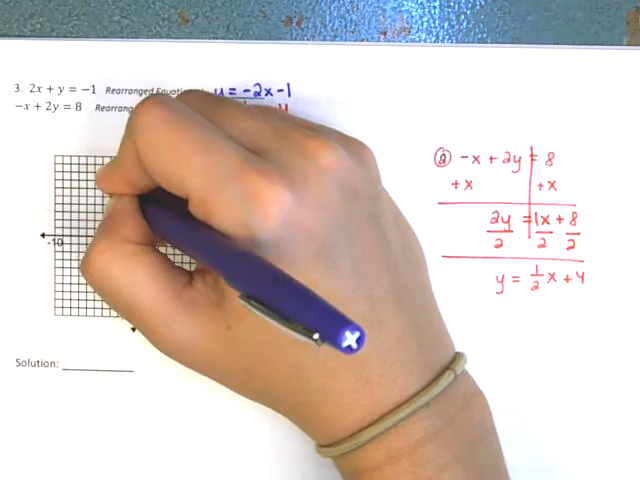 3. 2x + y = −1 Rearranged Equation y = -2x-1
−x + 2y = 8
-10
Solution:
② -x + 2y = 8
+x +x
2y = 1x + 8
2 2 2
y = 1/2 x + 4